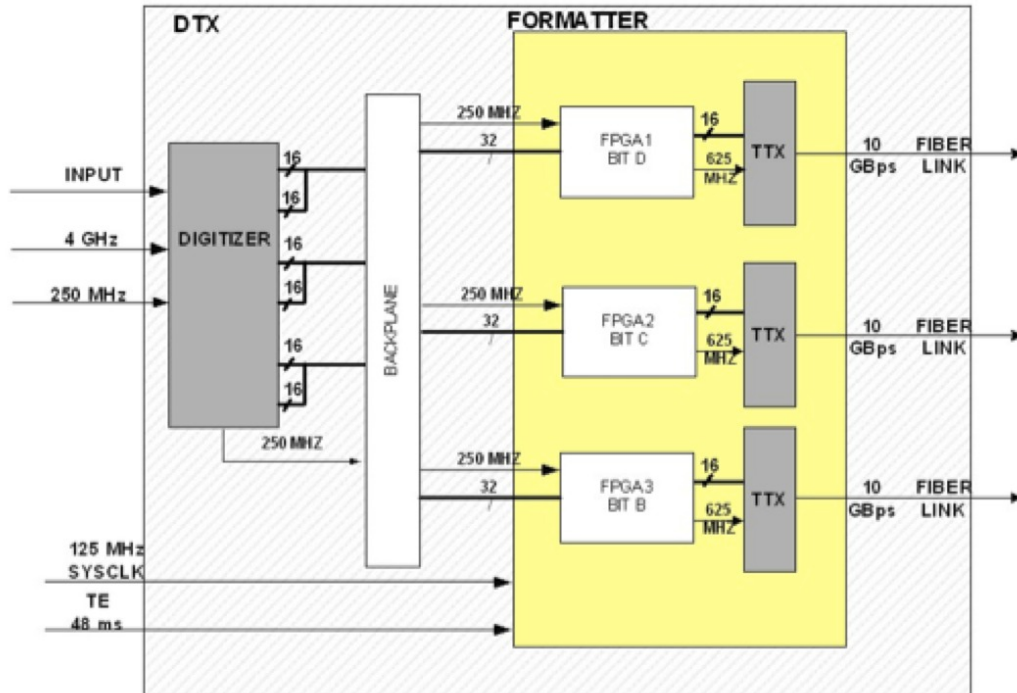 DTX
FORMATTER
INPUT
4 GHz
250 MHz
DIGITIZER
16
16
16
16
16
16
250 MHZ
BACKPLANE
250 MHZ
32
FPGA1
BIT D
16
625
MHZ
TTX
10
GBps
FIBER
LINK
250 MHZ
32
FPGA2
BIT C
16
625
MHZ
TTX
10
GBps
FIBER
LINK
250 MHZ
32
FPGA3
BIT B
16
625
MHZ
TTX
10
GBps
FIBER
LINK
125 MHz
SYSCLK
TE
48 ms